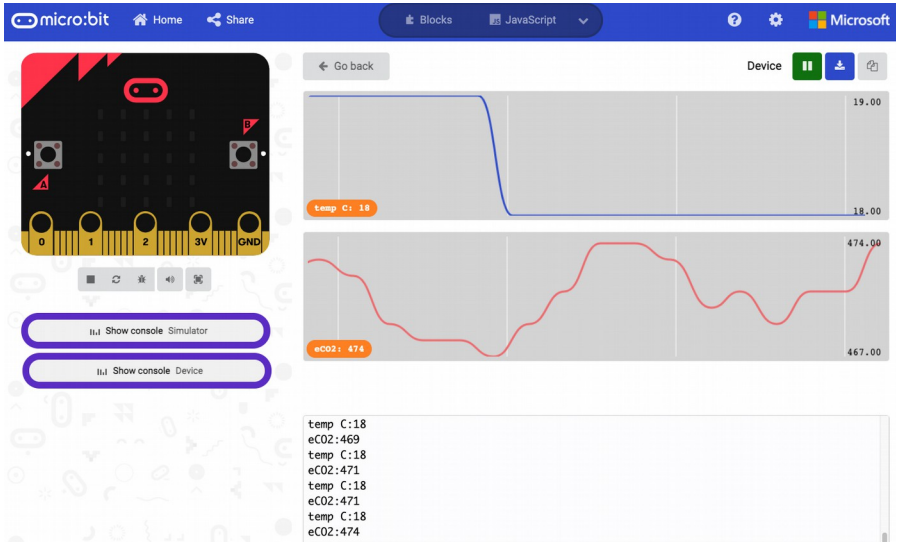 micro:bit Home Share Blocks JavaScript Microsoft
Go back Device
19.00
temp C: 18
18.00
474.00
eCO2: 474
467.00
A
B
0 1 2 3V GND
Show console Simulator
Show console Device
temp C:18
eCO2:469
temp C:18
eCO2:471
temp C:18
eCO2:471
temp C:18
eCO2:474